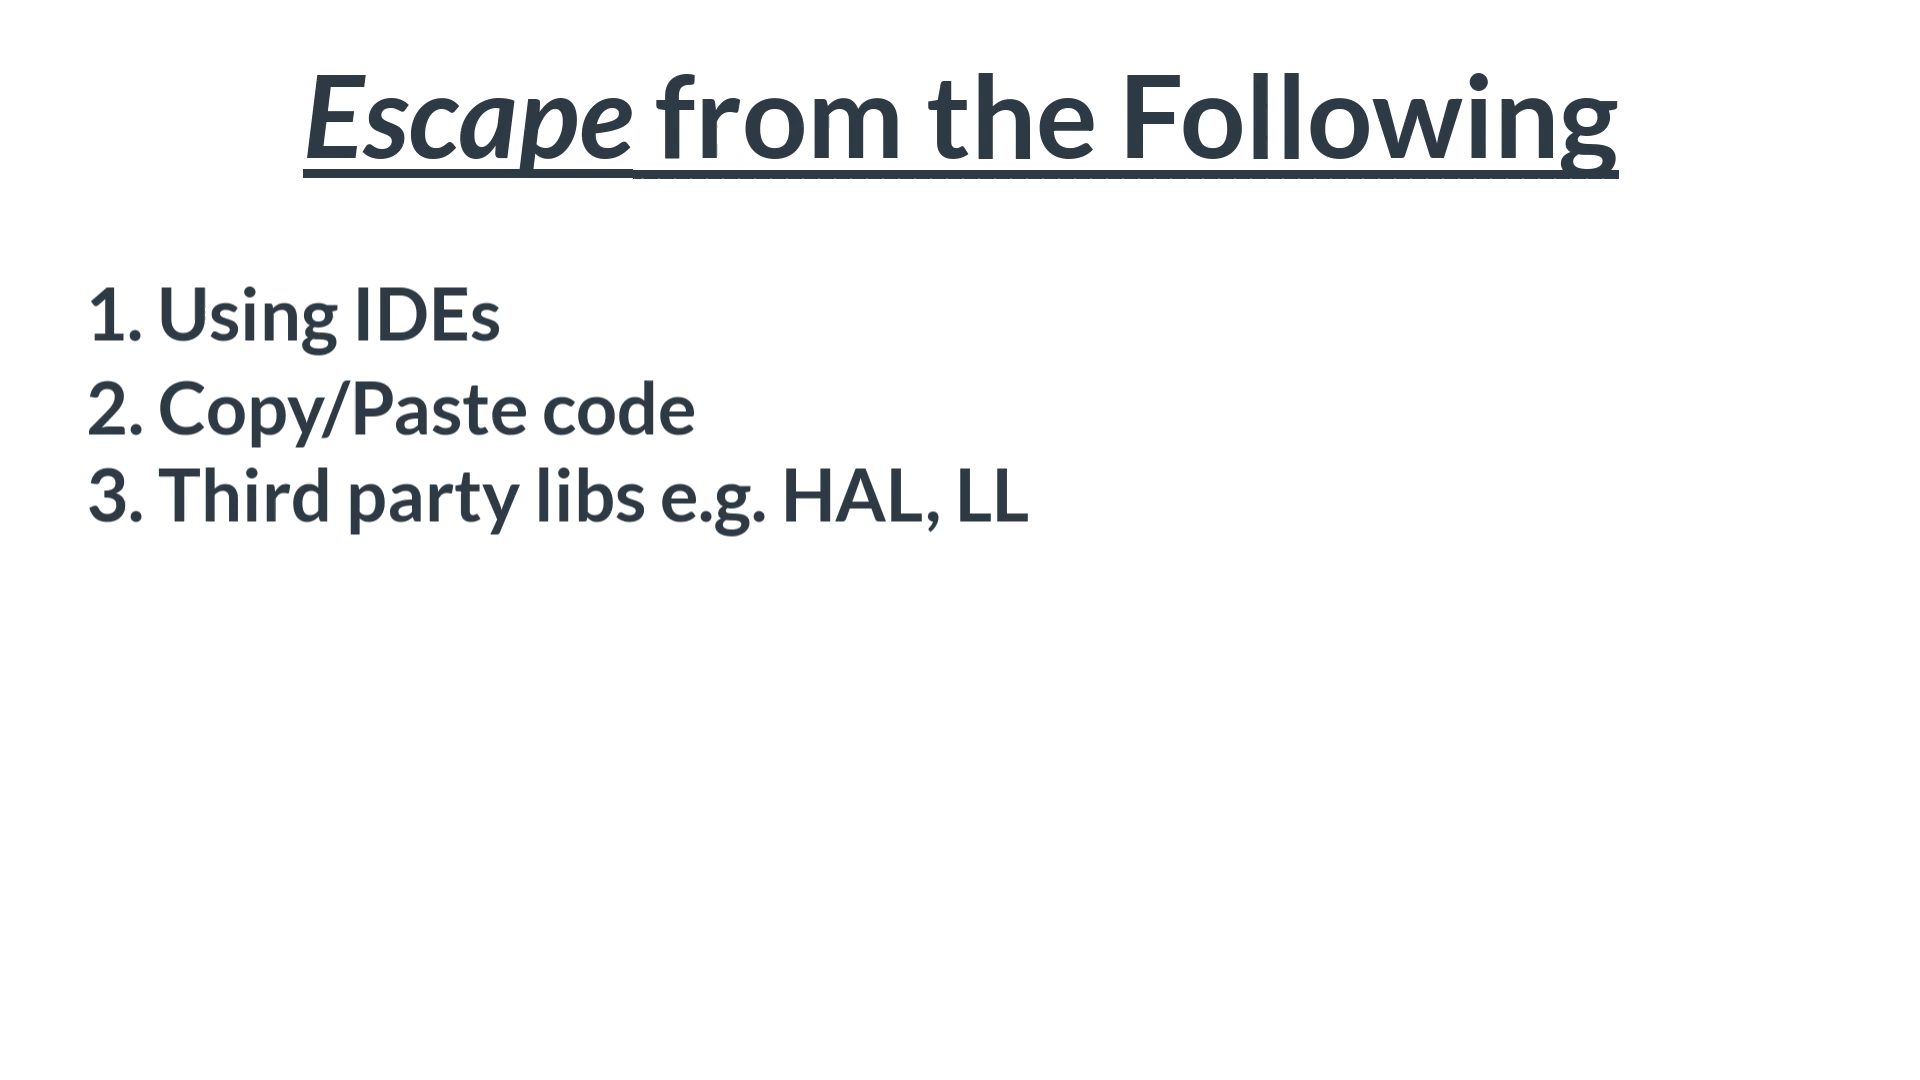 Escape from the Following
1. Using IDEs
2. Copy/Paste code
3. Third party libs e.g. HAL, LL